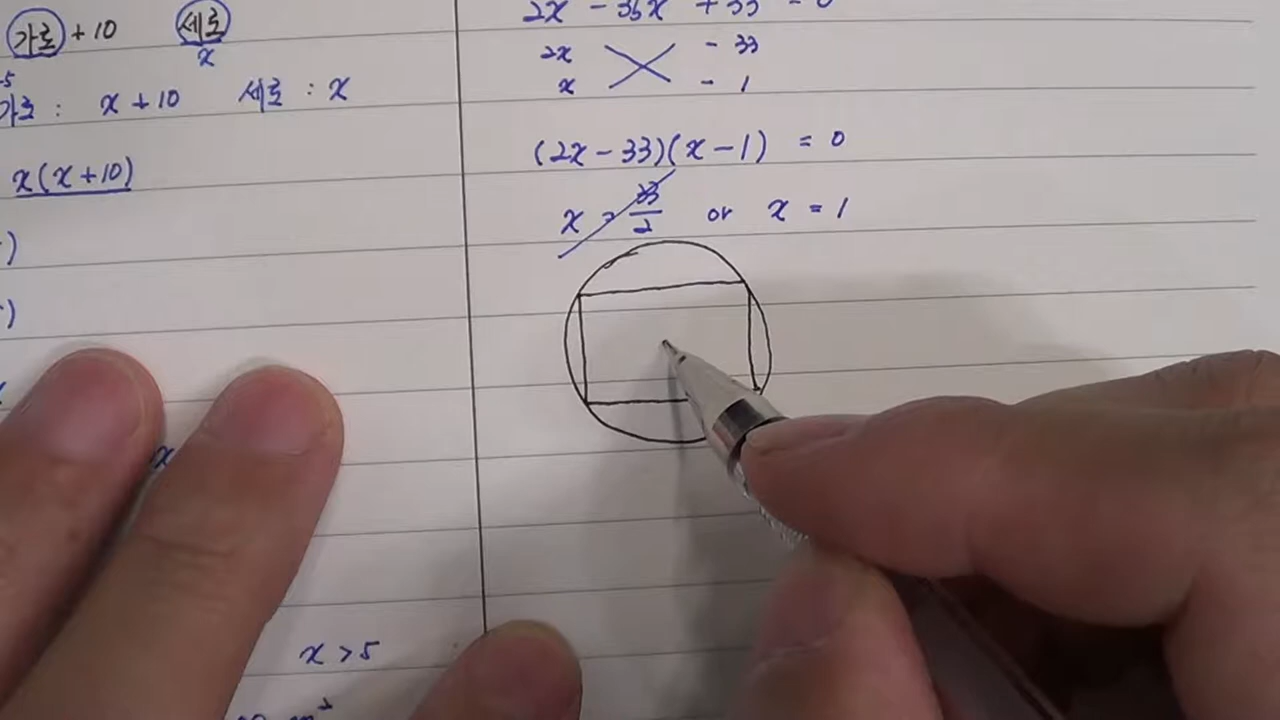 가로 + 10 세로
x
가로 : x + 10 세로 : x
x(x+10)
)
)
x
x > 5
2x - 35x + 33 = 0
2x - 33
x - 1
(2x - 33)(x - 1) = 0
x = 33/2 or x = 1